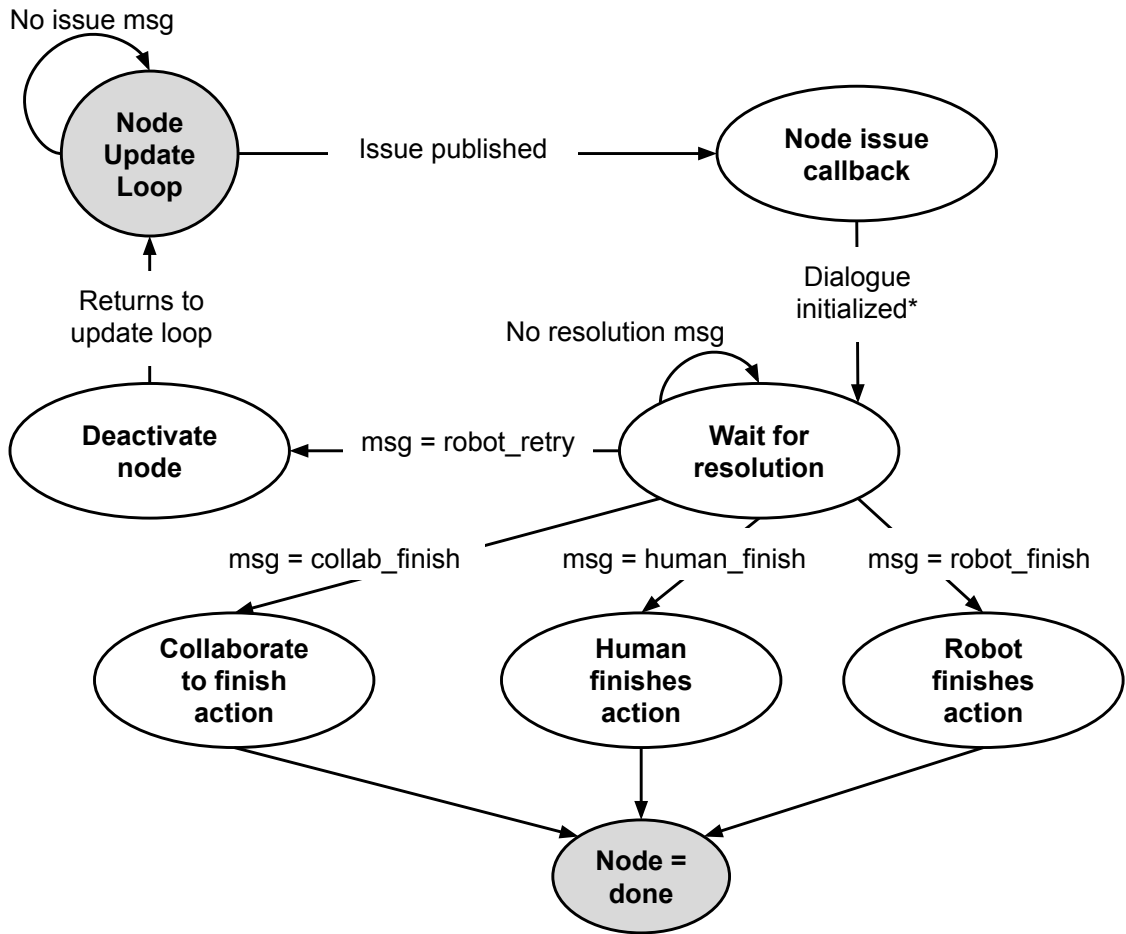 No issue msg
Node
Update
Loop
Issue published
Node issue
callback
Returns to
update loop
Dialogue
initialized*
No resolution msg
Deactivate
node
msg = robot_retry
Wait for
resolution
msg = collab_finish
msg = human_finish
msg = robot_finish
Collaborate
to finish
action
Human
finishes
action
Robot
finishes
action
Node =
done